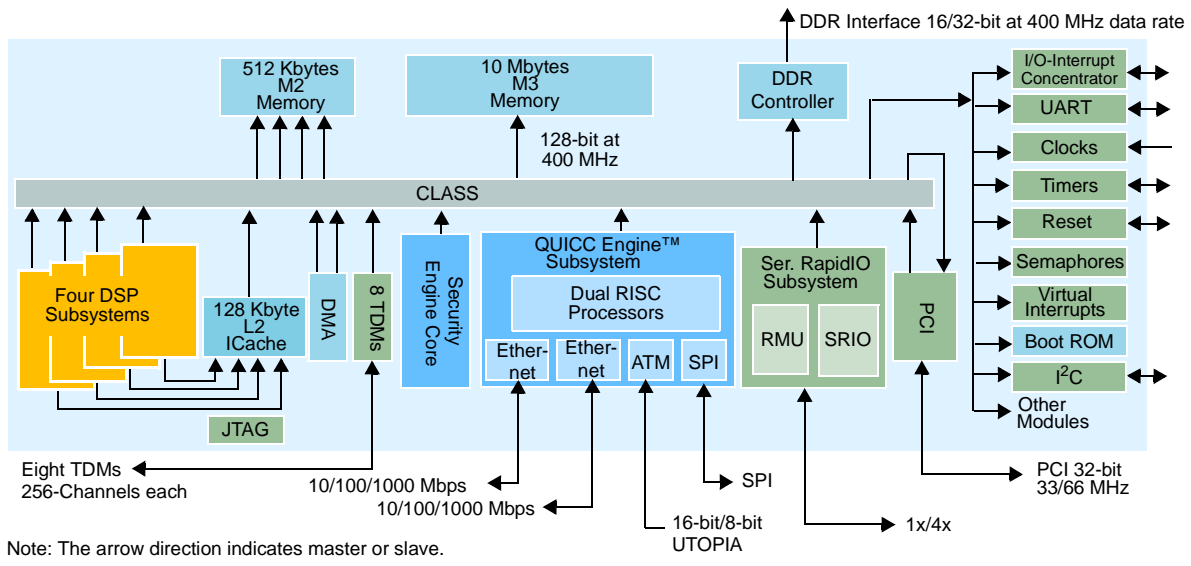 DDR Interface 16/32-bit at 400 MHz data rate
512 Kbytes
M2
Memory
10 Mbytes
M3
Memory
DDR
Controller
I/O-Interrupt
Concentrator
UART
Clocks
Timers
Reset
Semaphores
Virtual
Interrupts
Boot ROM
I²C
Other
Modules
128-bit at
400 MHz
CLASS
Four DSP
Subsystems
128 Kbyte
L2
ICache
DMA
8 TDMs
Security
Engine Core
QUICC Engine™
Subsystem
Dual RISC
Processors
Ether-
net
Ether-
net
ATM
SPI
Ser. RapidIO
Subsystem
RMU
SRIO
PCI
JTAG
Eight TDMs
256-Channels each
10/100/1000 Mbps
10/100/1000 Mbps
SPI
16-bit/8-bit
UTOPIA
1x/4x
PCI 32-bit
33/66 MHz
Note: The arrow direction indicates master or slave.